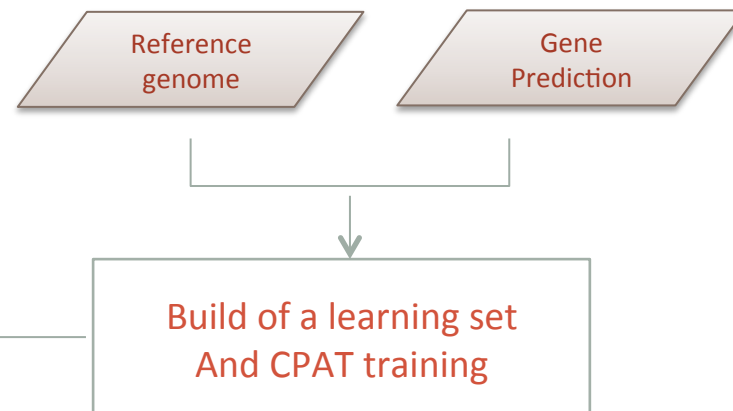 Reference
genome
Gene
Prediction
Build of a learning set
And CPAT training